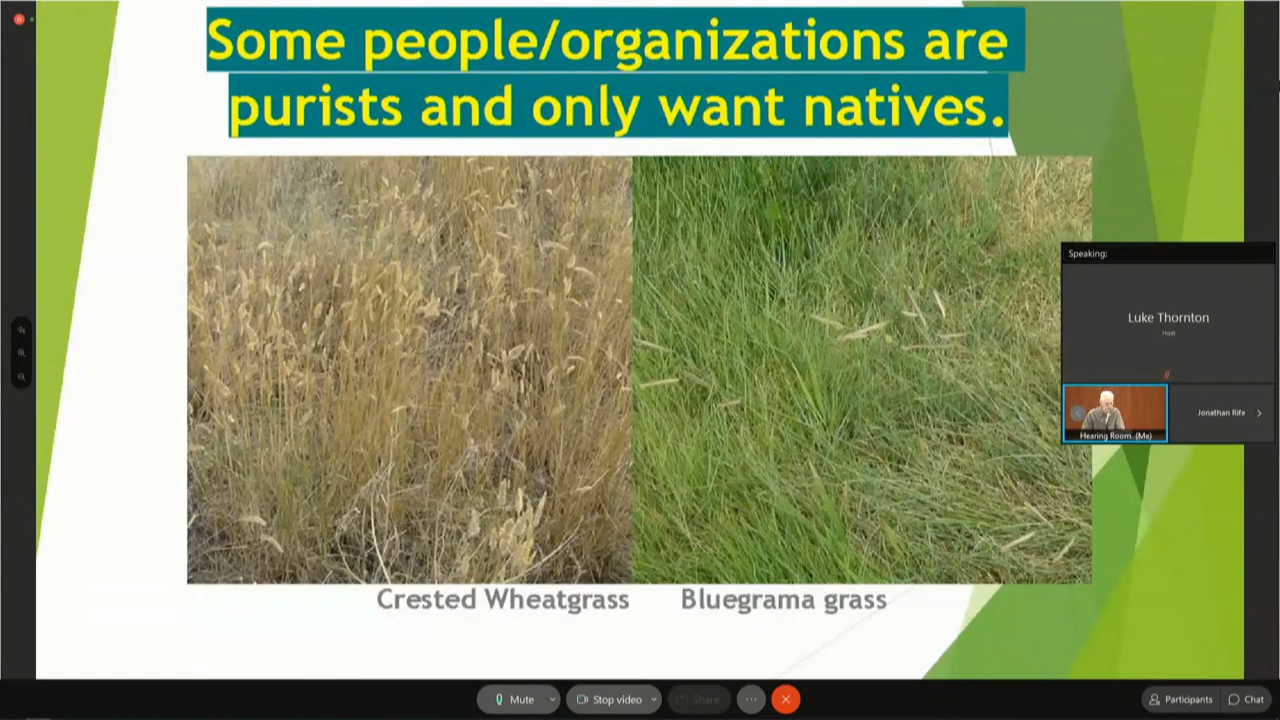 Some people/organizations are
purists and only want natives.
Speaking:
Luke Thornton
Host
Hearing Room (Me)
Jonathan Rife
Crested Wheatgrass
Bluegrama grass
Mute
Stop video
Share
Participants
Chat